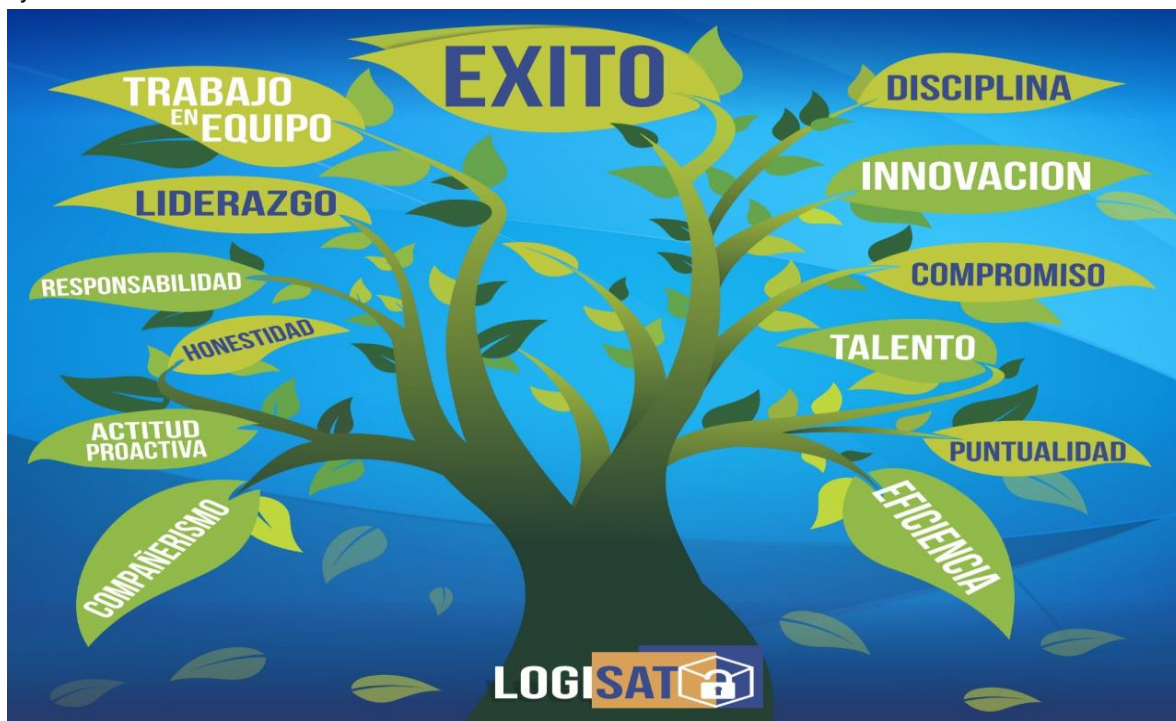 EXITO
TRABAJO
EN EQUIPO
DISCIPLINA
LIDERAZGO
INNOVACION
RESPONSABILIDAD
COMPROMISO
HONESTIDAD
TALENTO
ACTITUD
PROACTIVA
PUNTUALIDAD
COMPAÑERISMO
EFICIENCIA
LOGISAT